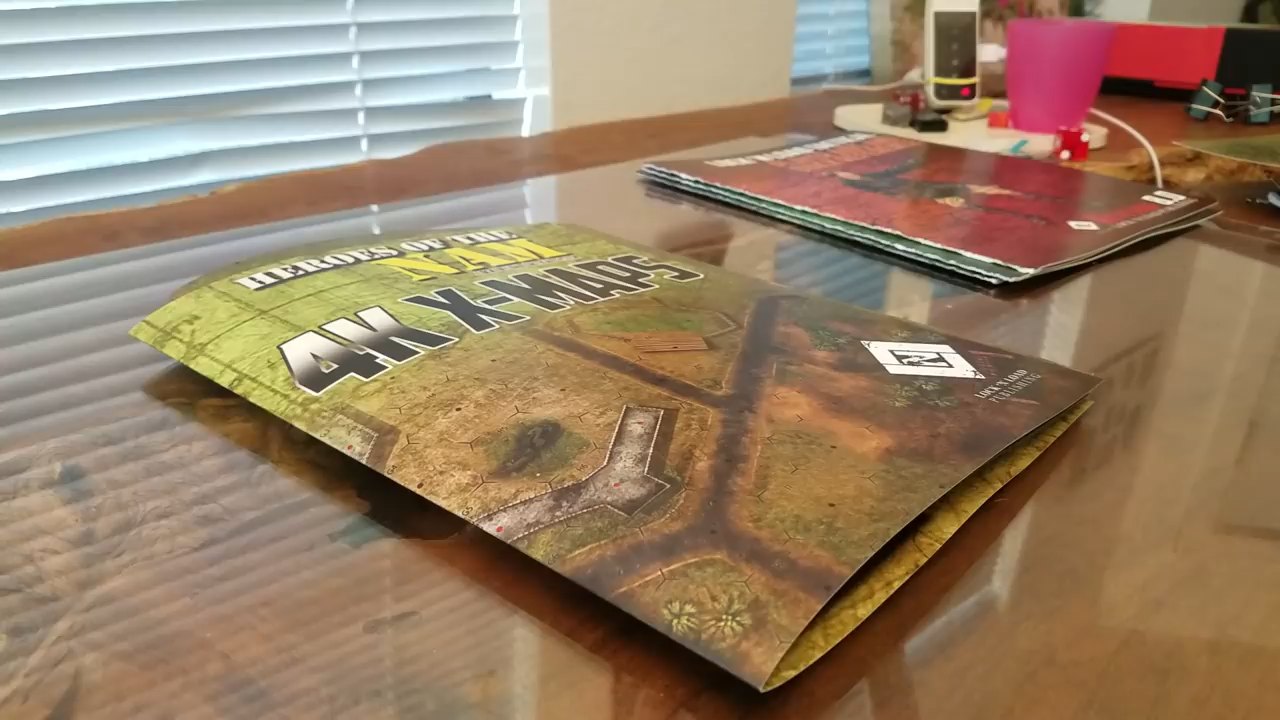 HEROES OF THE
NAM
4K X-MAPS
LOCK 'N LOAD
PUBLISHING